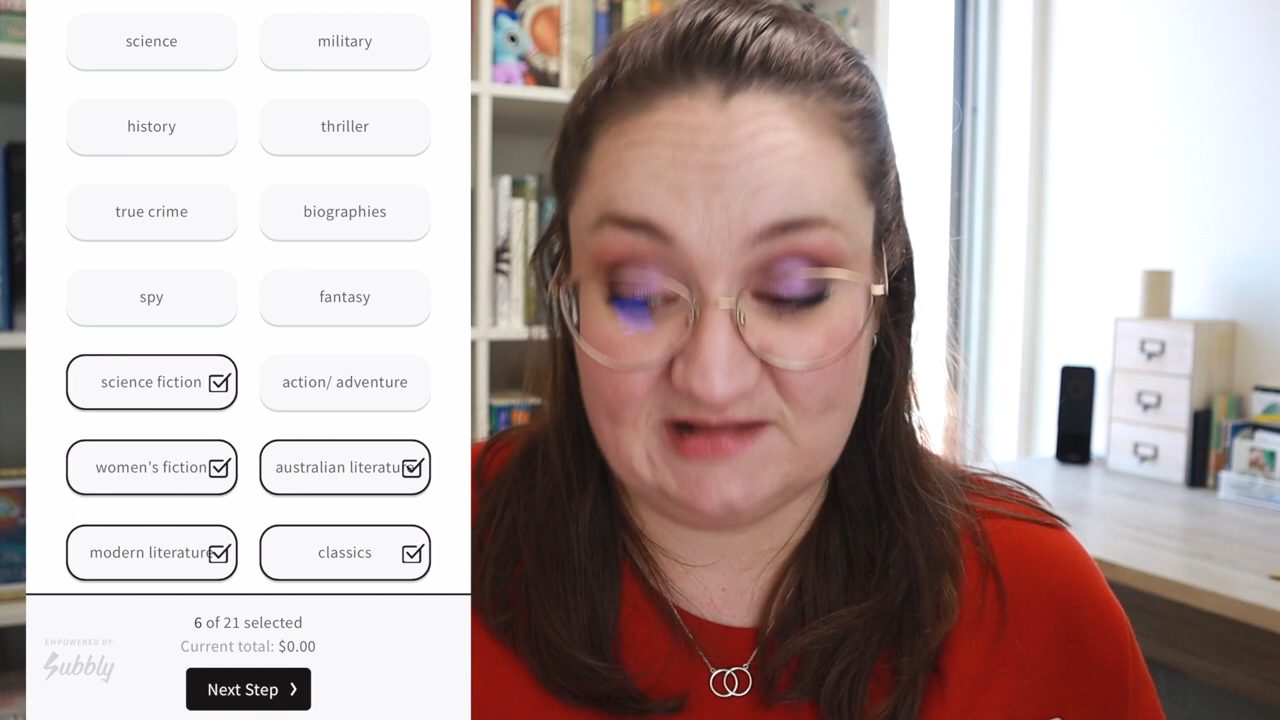 science
military
history
thriller
true crime
biographies
spy
fantasy
science fiction
action/ adventure
women's fiction
australian literatu
modern literature
classics
6 of 21 selected
Current total: $0.00
EMPOWERED BY:
Subbly
Next Step